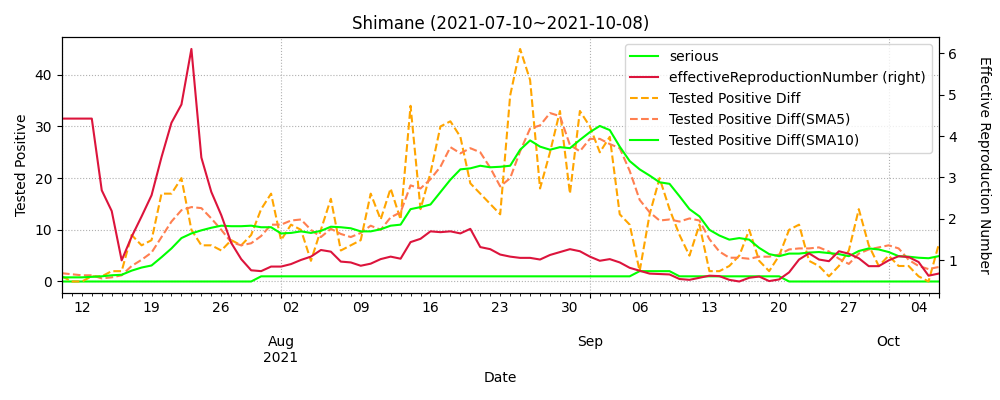 Shimane (2021-07-10~2021-10-08)
serious
effectiveReproductionNumber (right)
Tested Positive Diff
Tested Positive Diff(SMA5)
Tested Positive Diff(SMA10)
Tested Positive
40
30
20
10
0
Effective Reproduction Number
6
5
4
3
2
1
12 19 26 02 09 16 23 30 06 13 20 27 04
Aug Sep Oct
2021
Date